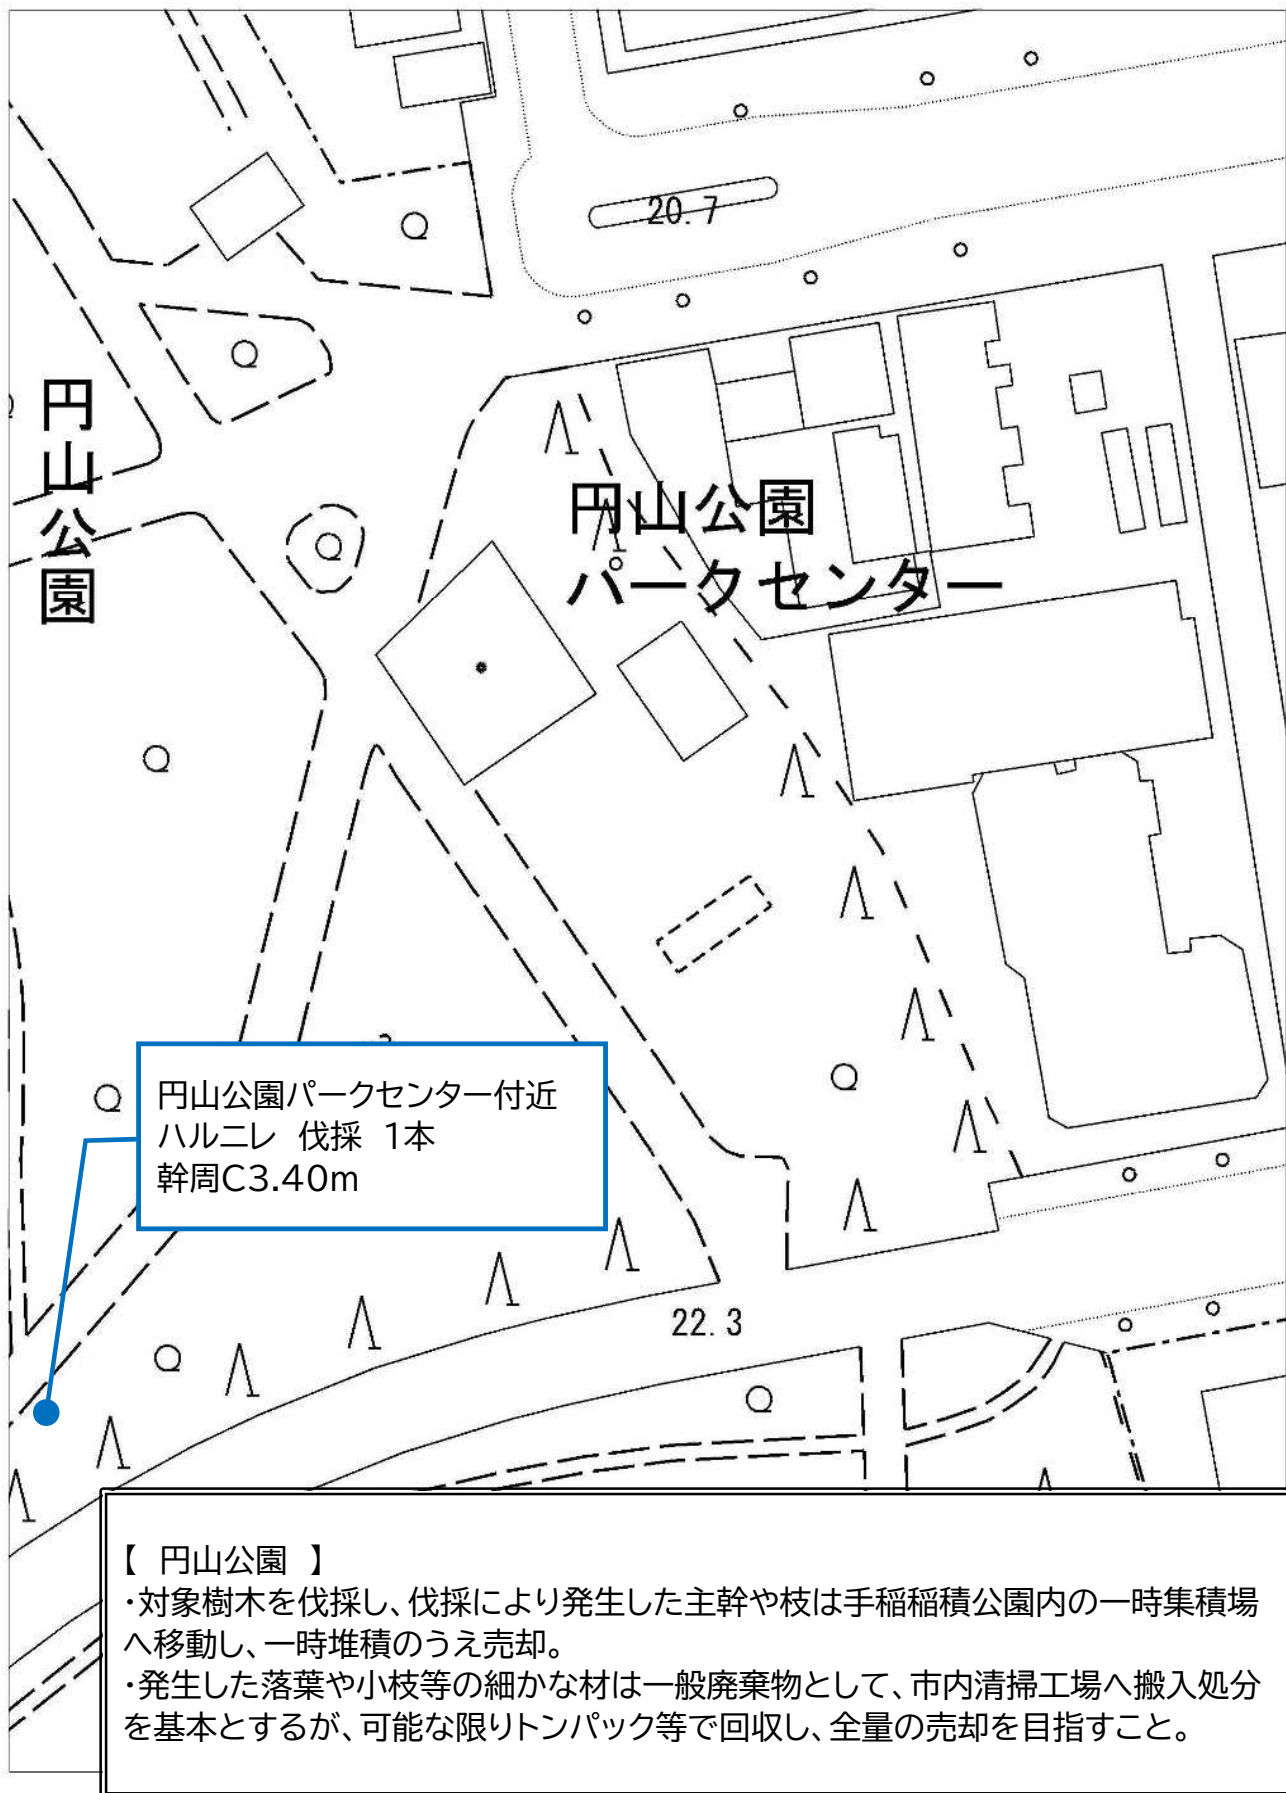 20.7
円山公園
円山公園
パークセンター
円山公園パークセンター付近
ハルニレ 伐採 1本
幹周C3.40m
22.3
【 円山公園 】
・対象樹木を伐採し、伐採により発生した主幹や枝は手稲稲積公園内の一時集積場
へ移動し、一時堆積のうえ売却。
・発生した落葉や小枝等の細かな材は一般廃棄物として、市内清掃工場へ搬入処分
を基本とするが、可能な限りトンパック等で回収し、全量の売却を目指すこと。